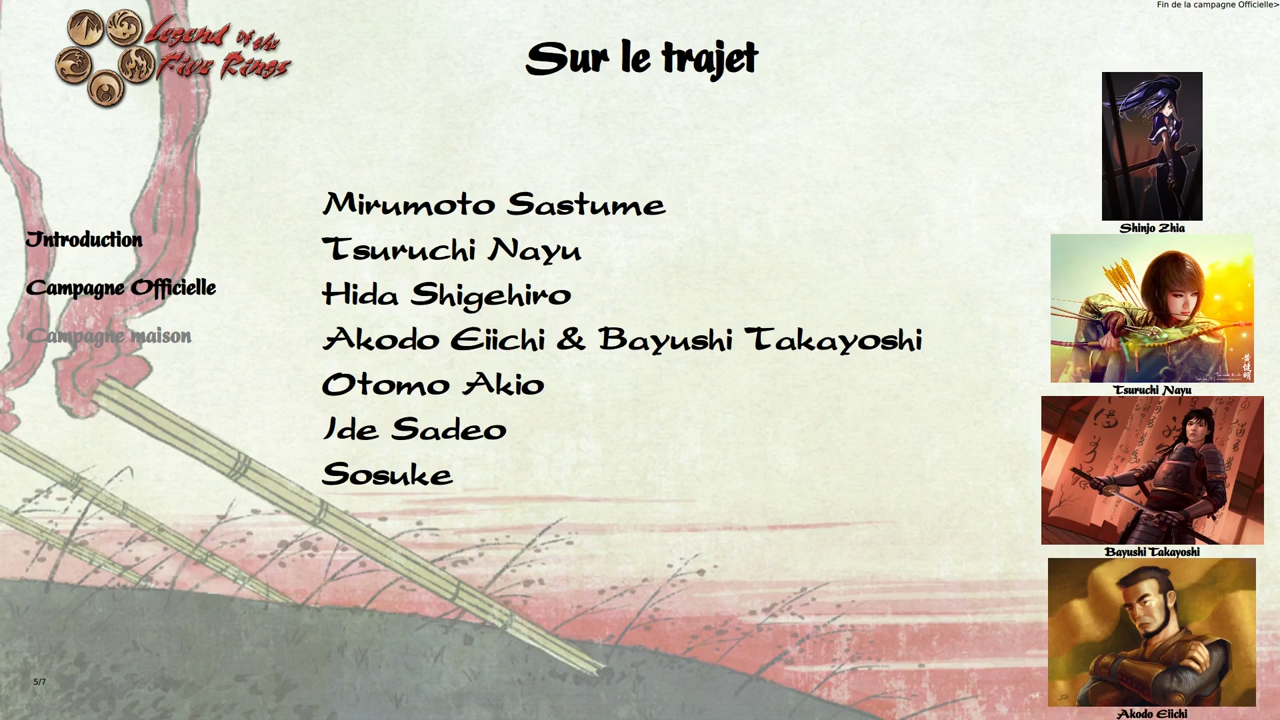 Fin de la campagne Officielle>
Legend of the
Five Rings
Sur le trajet
Introduction
Campagne Officielle
Campagne maison
Mirumoto Sastume
Tsuruchi Nayu
Hida Shigehiro
Akodo Eiichi & Bayushi Takayoshi
Otomo Akio
Ide Sadeo
Sosuke
Shinjo Zhia
Tsuruchi Nayu
Bayushi Takayoshi
Akodo Eiichi
5/7